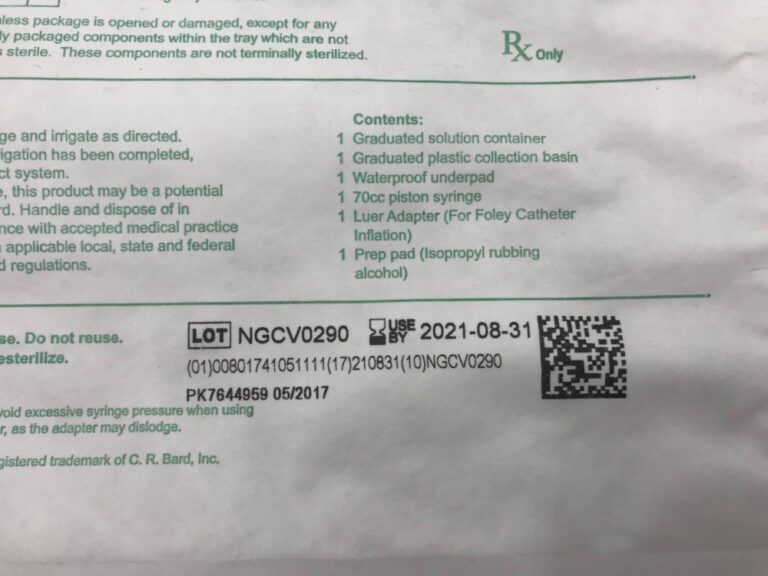 nless package is opened or damaged, except for any
ly packaged components within the tray which are not
s sterile. These components are not terminally sterilized.
Rx Only
ge and irrigate as directed.
igation has been completed,
ct system.
e, this product may be a potential
rd. Handle and dispose of in
nce with accepted medical practice
applicable local, state and federal
d regulations.
Contents:
1 Graduated solution container
1 Graduated plastic collection basin
1 Waterproof underpad
1 70cc piston syringe
1 Luer Adapter (For Foley Catheter
Inflation)
1 Prep pad (Isopropyl rubbing
alcohol)
se. Do not reuse.
esterilize.
LOT NGCV0290 USE BY 2021-08-31
(01)00801741051111(17)210831(10)NGCV0290
PK7644959 05/2017
void excessive syringe pressure when using
r, as the adapter may dislodge.
gistered trademark of C. R. Bard, Inc.